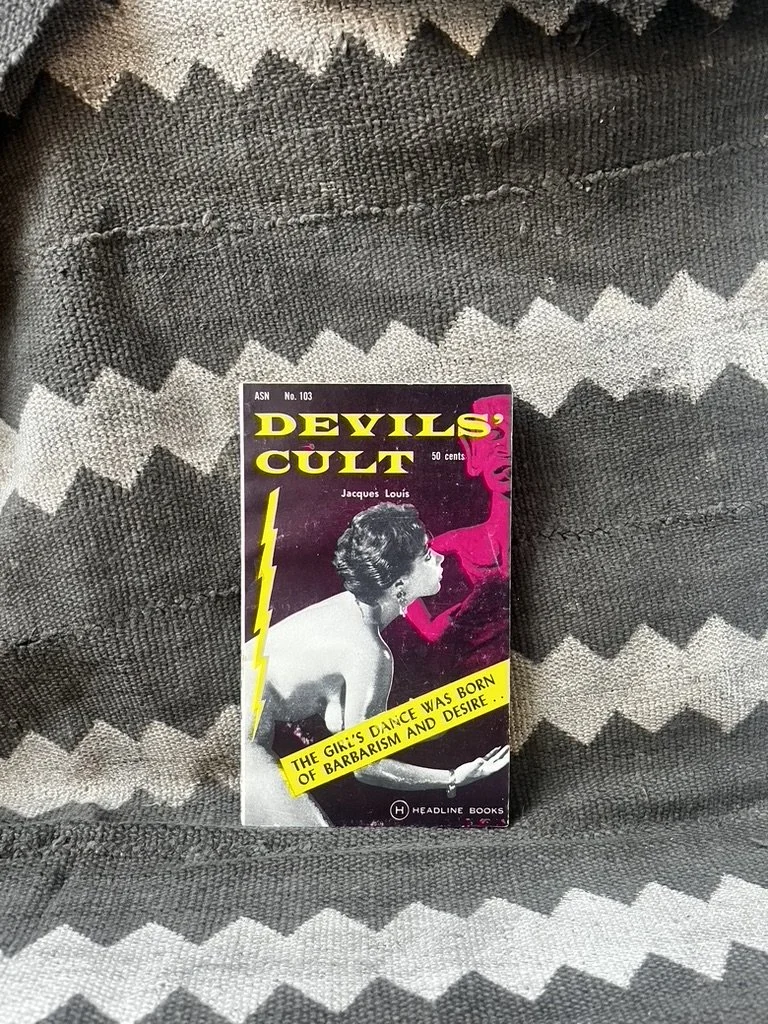 ASN No. 103
DEVILS'
CULT 50 cents
Jacques Louis
THE GIRL'S DANCE WAS BORN
OF BARBARISM AND DESIRE . .
H HEADLINE BOOKS